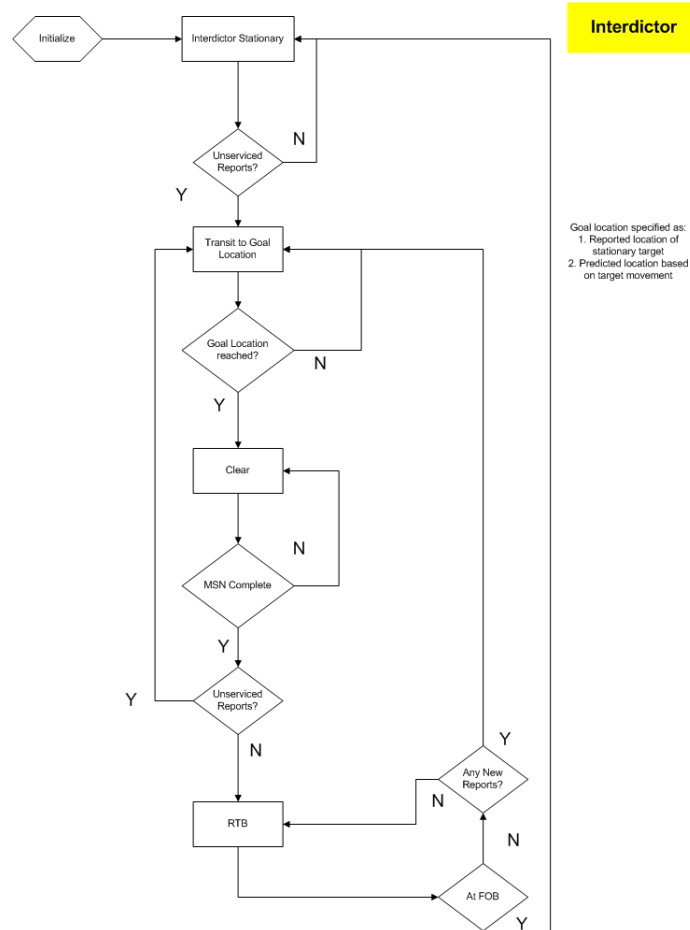 Initialize
Interdictor Stationary
Interdictor
N
Unserviced
Reports?
Y
Transit to Goal
Location
Goal location specified as:
1. Reported location of
stationary target
2. Predicted location based
on target movement
Goal Location
reached?
N
Y
Clear
N
MSN Complete
Y
Unserviced
Reports?
Y
N
Y
Any New
Reports?
N
RTB
N
At FOB
Y